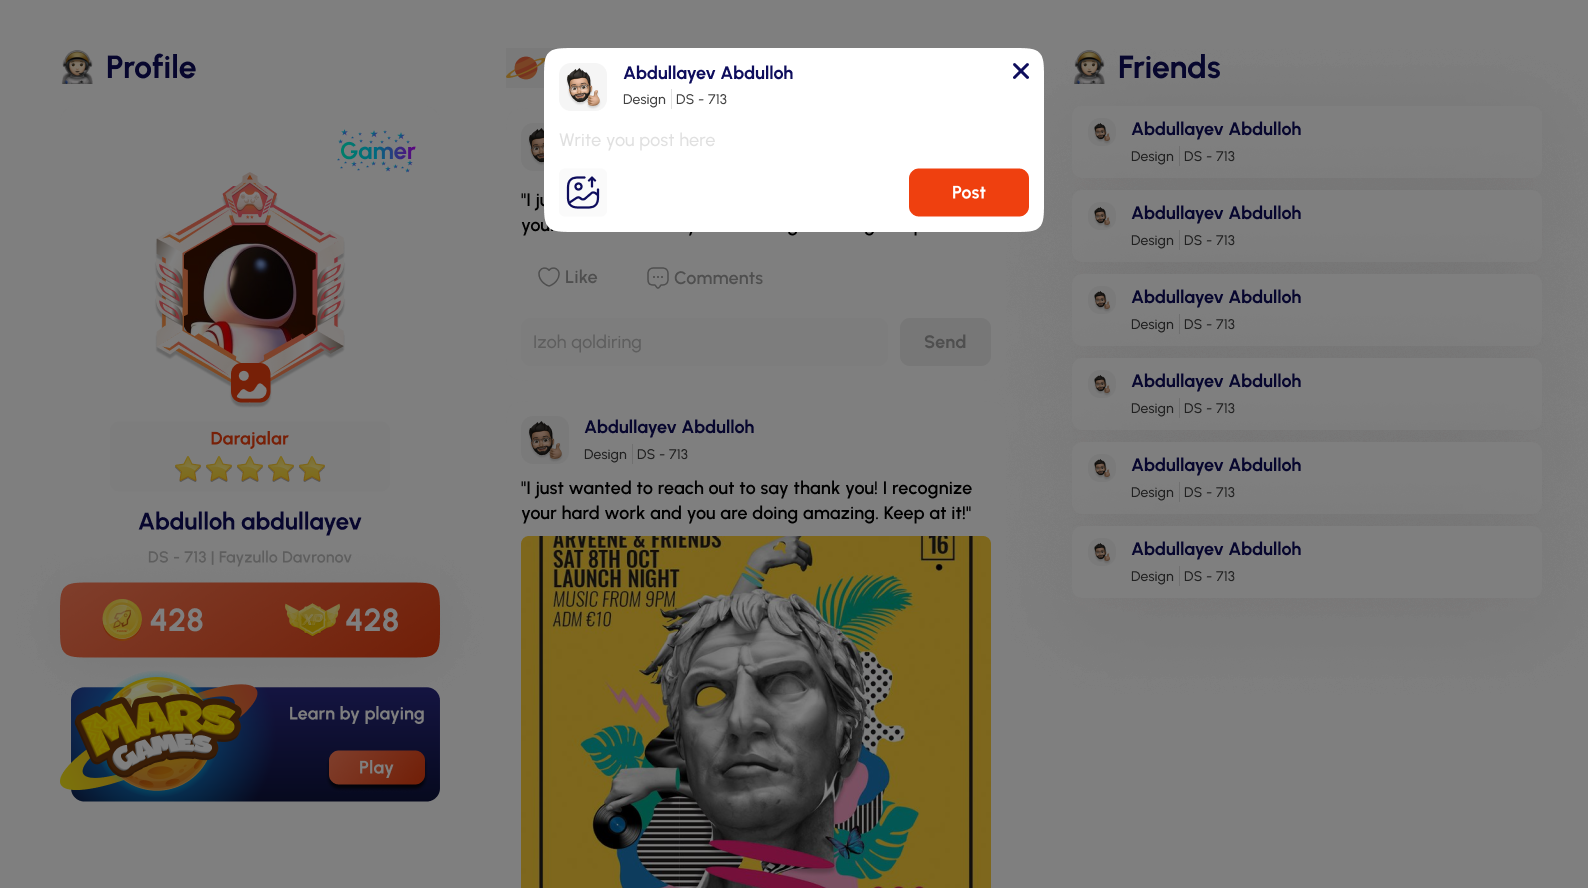 Profile
Gamer
Darajalar
Abdulloh abdullayev
DS - 713 | Fayzullo Davronov
428
XP
428
MARS
GAMES
Learn by playing
Play
Abdullayev Abdulloh
Design DS - 713
Write you post here
Post
"I
you
Like
Comments
Izoh qoldiring
Send
Abdullayev Abdulloh
Design DS - 713
"I just wanted to reach out to say thank you! I recognize
your hard work and you are doing amazing. Keep at it!"
ARVEENE & FRIENDS
SAT 8TH OCT
LAUNCH NIGHT
MUSIC FROM 9PM
ADM €10
16
Friends
Abdullayev Abdulloh
Design DS - 713
Abdullayev Abdulloh
Design DS - 713
Abdullayev Abdulloh
Design DS - 713
Abdullayev Abdulloh
Design DS - 713
Abdullayev Abdulloh
Design DS - 713
Abdullayev Abdulloh
Design DS - 713